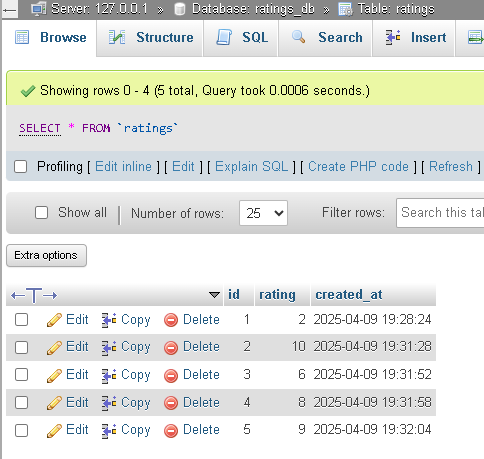 Server: 127.0.0.1 » Database: ratings_db » Table: ratings
Browse Structure SQL Search Insert
Showing rows 0 - 4 (5 total, Query took 0.0006 seconds.)
SELECT * FROM `ratings`
Profiling [ Edit inline ] [ Edit ] [ Explain SQL ] [ Create PHP code ] [ Refresh ]
Show all Number of rows: 25 Filter rows: Search this tab
Extra options
id rating created_at
Edit Copy Delete 1 2 2025-04-09 19:28:24
Edit Copy Delete 2 10 2025-04-09 19:31:28
Edit Copy Delete 3 6 2025-04-09 19:31:52
Edit Copy Delete 4 8 2025-04-09 19:31:58
Edit Copy Delete 5 9 2025-04-09 19:32:04